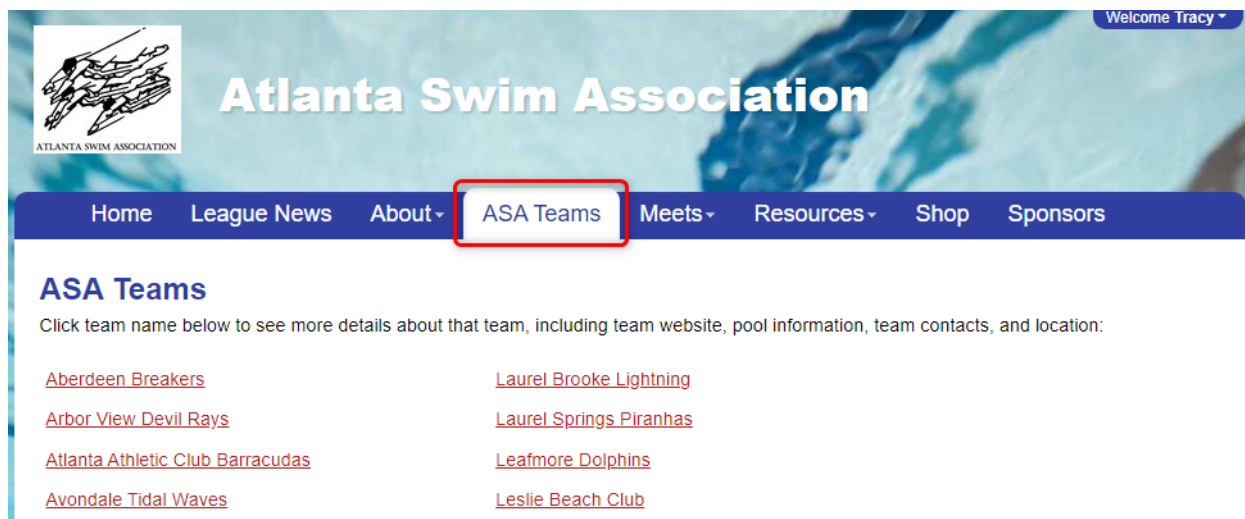 Welcome Tracy
ATLANTA SWIM ASSOCIATION
Atlanta Swim Association
Home League News About ASA Teams Meets Resources Shop Sponsors
ASA Teams
Click team name below to see more details about that team, including team website, pool information, team contacts, and location:
Aberdeen Breakers Laurel Brooke Lightning
Arbor View Devil Rays Laurel Springs Piranhas
Atlanta Athletic Club Barracudas Leafmore Dolphins
Avondale Tidal Waves Leslie Beach Club